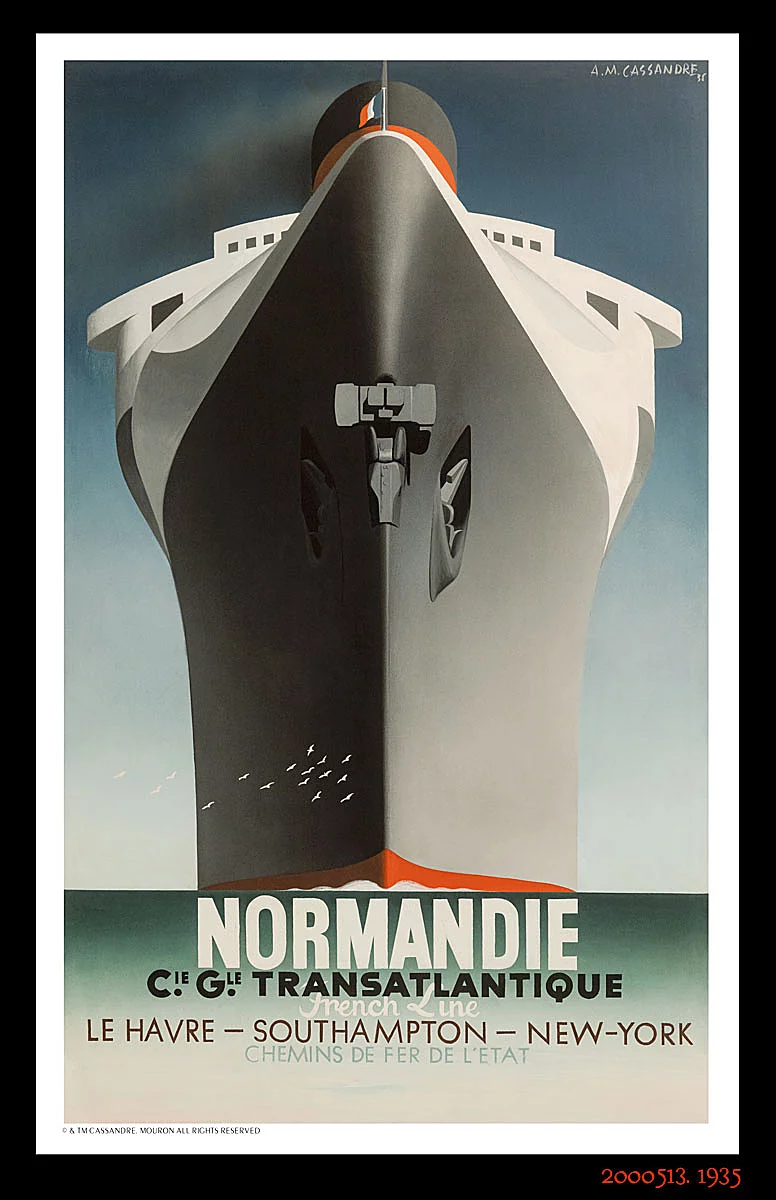 A.M. CASSANDRE
35
NORMANDIE
CIE. GLE. TRANSATLANTIQUE
French Line
LE HAVRE — SOUTHAMPTON — NEW-YORK
CHEMINS DE FER DE L'ETAT
© & TM CASSANDRE. MOURON ALL RIGHTS RESERVED
2000513. 1935